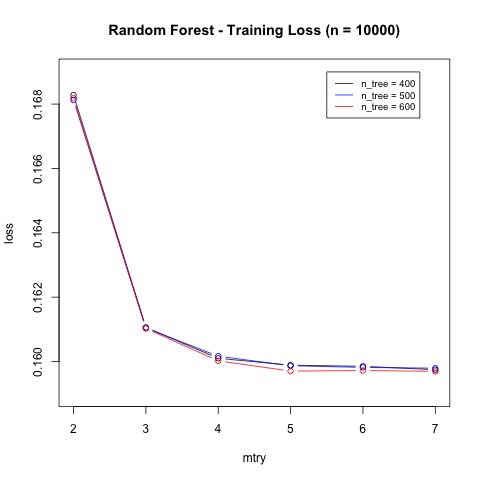 Random Forest - Training Loss (n = 10000)
n_tree = 400
n_tree = 500
n_tree = 600
loss
0.168
0.166
0.164
0.162
0.160
2 3 4 5 6 7
mtry